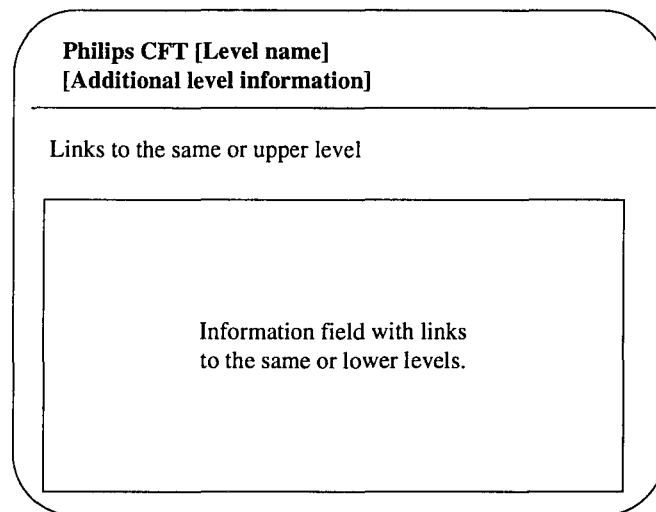 Philips CFT [Level name]
[Additional level information]
Links to the same or upper level
Information field with links
to the same or lower levels.